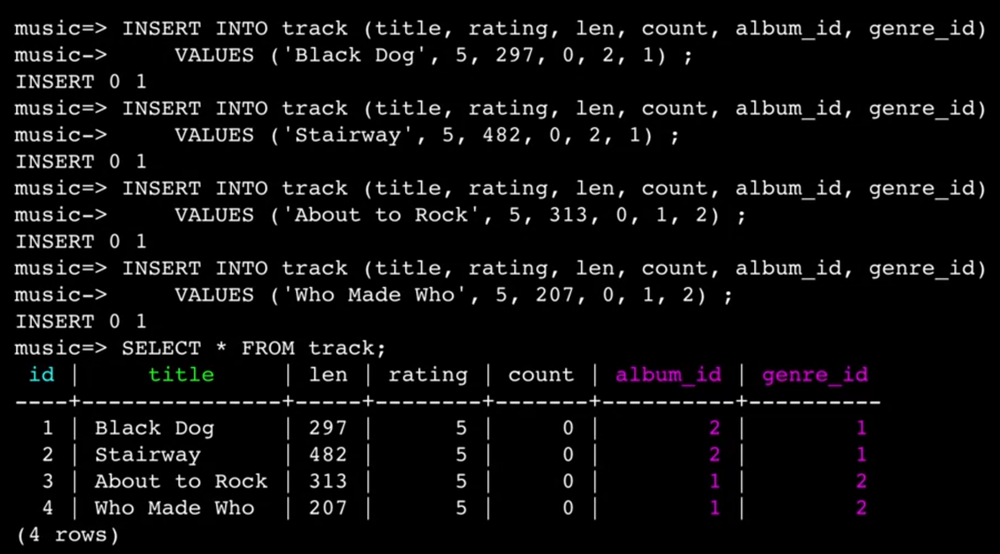 music=> INSERT INTO track (title, rating, len, count, album_id, genre_id)
music->     VALUES ('Black Dog', 5, 297, 0, 2, 1) ;
INSERT 0 1
music=> INSERT INTO track (title, rating, len, count, album_id, genre_id)
music->     VALUES ('Stairway', 5, 482, 0, 2, 1) ;
INSERT 0 1
music=> INSERT INTO track (title, rating, len, count, album_id, genre_id)
music->     VALUES ('About to Rock', 5, 313, 0, 1, 2) ;
INSERT 0 1
music=> INSERT INTO track (title, rating, len, count, album_id, genre_id)
music->     VALUES ('Who Made Who', 5, 207, 0, 1, 2) ;
INSERT 0 1
music=> SELECT * FROM track;
 id |     title     | len | rating | count | album_id | genre_id
----+---------------+-----+--------+-------+----------+----------
  1 | Black Dog     | 297 |      5 |     0 |        2 |        1
  2 | Stairway      | 482 |      5 |     0 |        2 |        1
  3 | About to Rock | 313 |      5 |     0 |        1 |        2
  4 | Who Made Who  | 207 |      5 |     0 |        1 |        2
(4 rows)